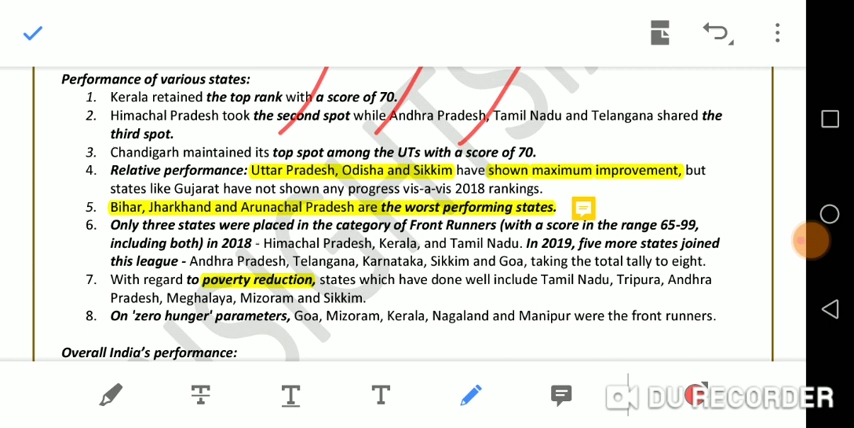 Performance of various states:
1. Kerala retained the top rank with a score of 70.
2. Himachal Pradesh took the second spot while Andhra Pradesh, Tamil Nadu and Telangana shared the
third spot.
3. Chandigarh maintained its top spot among the UTs with a score of 70.
4. Relative performance: Uttar Pradesh, Odisha and Sikkim have shown maximum improvement, but
states like Gujarat have not shown any progress vis-a-vis 2018 rankings.
5. Bihar, Jharkhand and Arunachal Pradesh are the worst performing states.
6. Only three states were placed in the category of Front Runners (with a score in the range 65-99,
including both) in 2018 - Himachal Pradesh, Kerala, and Tamil Nadu. In 2019, five more states joined
this league - Andhra Pradesh, Telangana, Karnataka, Sikkim and Goa, taking the total tally to eight.
7. With regard to poverty reduction, states which have done well include Tamil Nadu, Tripura, Andhra
Pradesh, Meghalaya, Mizoram and Sikkim.
8. On 'zero hunger' parameters, Goa, Mizoram, Kerala, Nagaland and Manipur were the front runners.
Overall India's performance:
T T T
DU RECORDER
INSIGHTSI